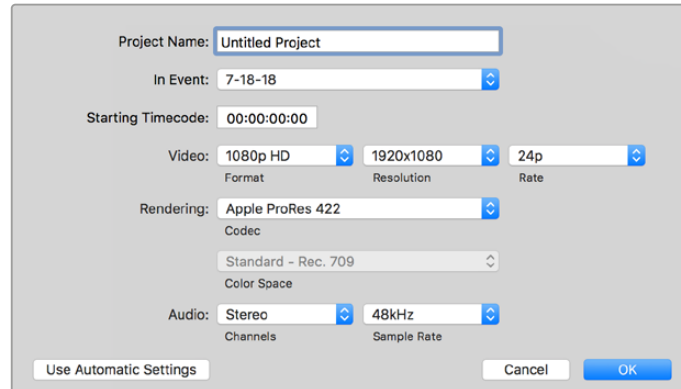 Project Name: Untitled Project
In Event: 7-18-18
Starting Timecode: 00:00:00:00
Video: 1080p HD 1920x1080 24p
Format Resolution Rate
Rendering: Apple ProRes 422
Codec
Standard - Rec. 709
Color Space
Audio: Stereo 48kHz
Channels Sample Rate
Use Automatic Settings Cancel OK